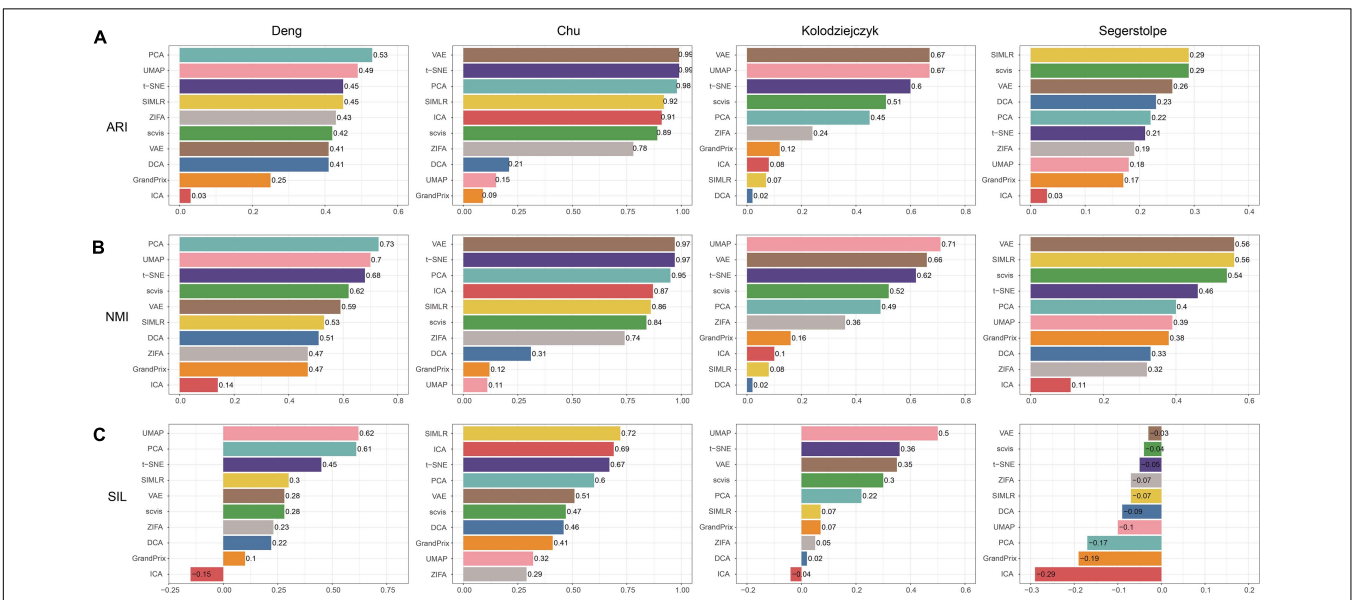 A
Deng
Chu
Kolodziejczyk
Segerstolpe
ARI
PCA 0.53
UMAP 0.49
t-SNE 0.45
SIMLR 0.45
ZIFA 0.43
scvis 0.42
VAE 0.41
DCA 0.41
GrandPrix 0.25
ICA 0.03
0.0 0.2 0.4 0.6
VAE 0.99
t-SNE 0.99
PCA 0.98
SIMLR 0.92
ICA 0.91
scvis 0.89
ZIFA 0.78
DCA 0.21
UMAP 0.15
GrandPrix 0.09
0.00 0.25 0.50 0.75 1.00
VAE 0.67
UMAP 0.67
t-SNE 0.6
scvis 0.51
PCA 0.45
ZIFA 0.24
GrandPrix 0.12
ICA 0.08
SIMLR 0.07
DCA 0.02
0.0 0.2 0.4 0.6 0.8
SIMLR 0.29
scvis 0.29
VAE 0.26
DCA 0.23
PCA 0.22
t-SNE 0.21
ZIFA 0.19
UMAP 0.18
GrandPrix 0.17
ICA 0.03
0.0 0.1 0.2 0.3 0.4
B
NMI
PCA 0.73
UMAP 0.7
t-SNE 0.68
scvis 0.62
VAE 0.59
SIMLR 0.53
DCA 0.51
ZIFA 0.47
GrandPrix 0.47
ICA 0.14
0.0 0.2 0.4 0.6 0.8
VAE 0.97
t-SNE 0.97
PCA 0.95
ICA 0.87
SIMLR 0.86
scvis 0.84
ZIFA 0.74
DCA 0.31
GrandPrix 0.12
UMAP 0.11
0.00 0.25 0.50 0.75 1.00
UMAP 0.71
VAE 0.66
t-SNE 0.62
scvis 0.52
PCA 0.49
ZIFA 0.36
GrandPrix 0.16
ICA 0.1
SIMLR 0.08
DCA 0.02
0.0 0.2 0.4 0.6 0.8
VAE 0.56
SIMLR 0.56
scvis 0.54
t-SNE 0.46
PCA 0.4
UMAP 0.39
GrandPrix 0.38
DCA 0.33
ZIFA 0.32
ICA 0.11
0.0 0.2 0.4 0.6
C
SIL
UMAP 0.62
PCA 0.61
t-SNE 0.45
SIMLR 0.3
VAE 0.28
scvis 0.28
ZIFA 0.23
DCA 0.22
GrandPrix 0.1
ICA −0.15
−0.25 0.00 0.25 0.50 0.75
SIMLR 0.72
ICA 0.69
t-SNE 0.67
PCA 0.6
VAE 0.51
scvis 0.47
DCA 0.46
GrandPrix 0.41
UMAP 0.32
ZIFA 0.29
0.00 0.25 0.50 0.75 1.00
UMAP 0.5
t-SNE 0.36
VAE 0.35
scvis 0.3
PCA 0.22
SIMLR 0.07
GrandPrix 0.07
ZIFA 0.05
DCA 0.02
ICA −0.04
−0.2 0.0 0.2 0.4 0.6
VAE −0.03
scvis −0.04
t-SNE −0.05
ZIFA −0.07
SIMLR −0.07
DCA −0.09
UMAP −0.1
PCA −0.17
GrandPrix −0.19
ICA −0.29
−0.3 −0.2 −0.1 0.0 0.1 0.2